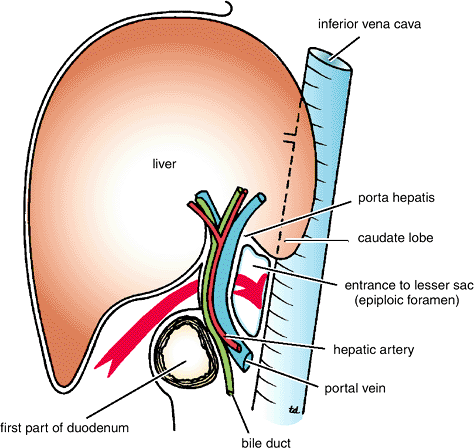 inferior vena cava
liver
porta hepatis
caudate lobe
entrance to lesser sac
(epiploic foramen)
hepatic artery
portal vein
first part of duodenum
bile duct